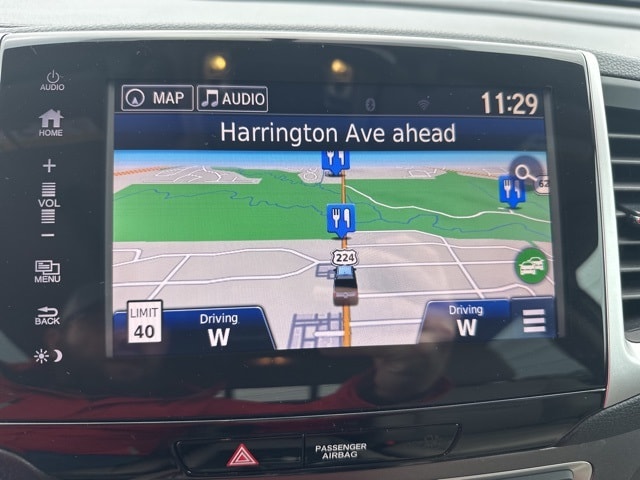 AUDIO
MAP
AUDIO
11:29
HOME
Harrington Ave ahead
+
VOL
-
62
224
MENU
LIMIT
40
Driving
W
Driving
W
BACK
PASSENGER
AIRBAG